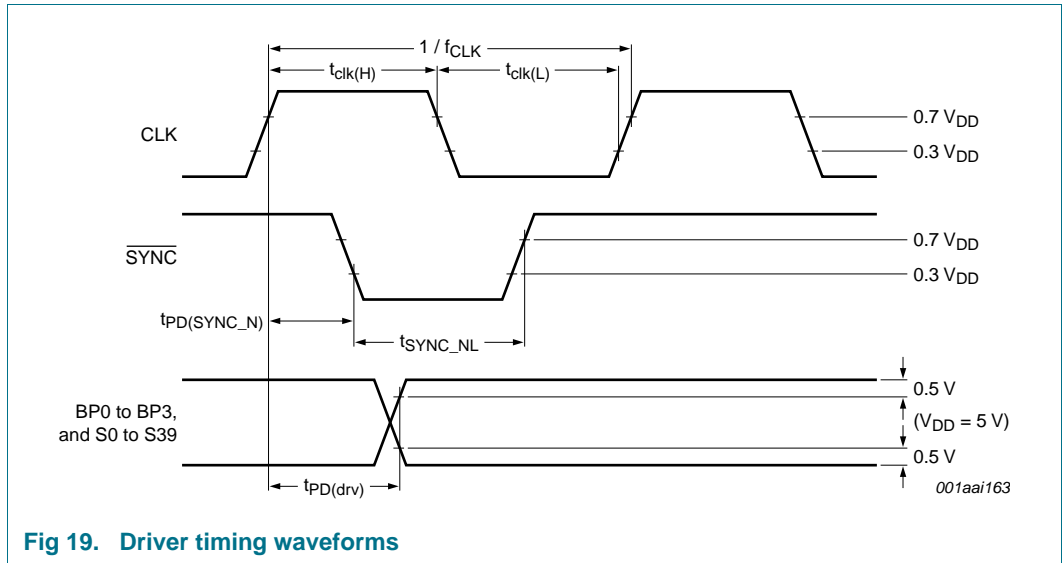 1 / fCLK
tclk(H)
tclk(L)
CLK
0.7 VDD
0.3 VDD
SYNC
0.7 VDD
0.3 VDD
tPD(SYNC_N)
tSYNC_NL
BP0 to BP3,
and S0 to S39
0.5 V
(VDD = 5 V)
0.5 V
tPD(drv)
001aai163
Fig 19. Driver timing waveforms